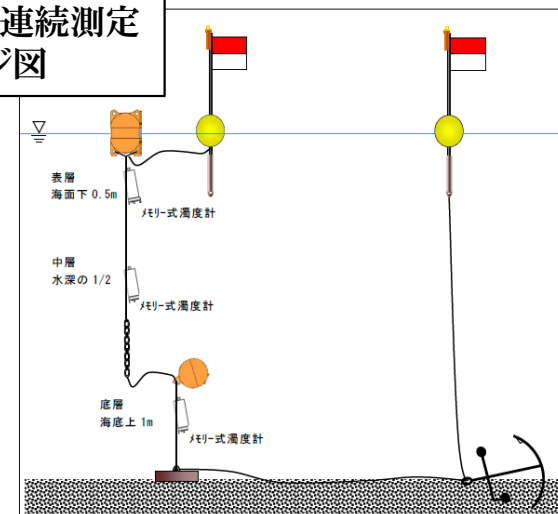 連続測定
ジ図
表層
海面下 0.5m
ﾒﾓﾘｰ式濁度計
中層
水深の 1/2
ﾒﾓﾘｰ式濁度計
底層
海底上 1m
ﾒﾓﾘｰ式濁度計